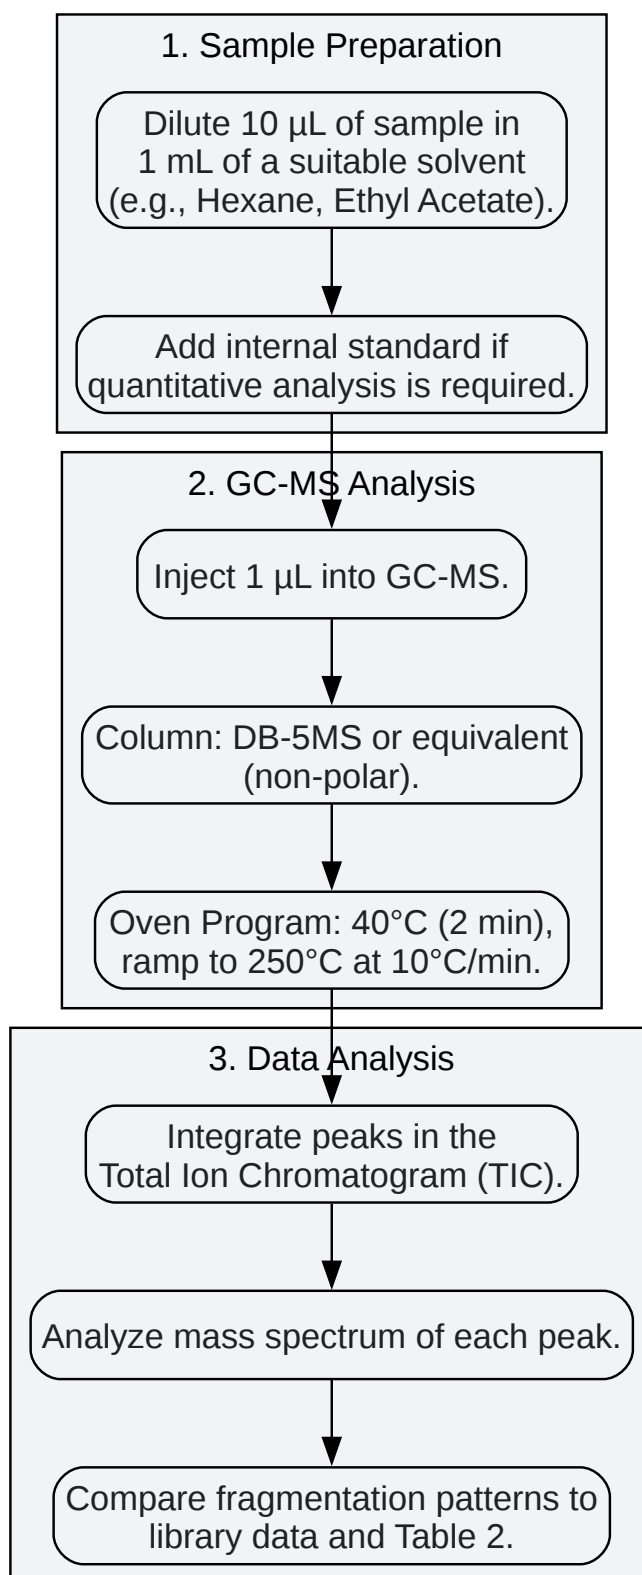 1. Sample Preparation
Dilute 10 µL of sample in
1 mL of a suitable solvent
(e.g., Hexane, Ethyl Acetate).
Add internal standard if
quantitative analysis is required.
2. GC-MS Analysis
Inject 1 µL into GC-MS.
Column: DB-5MS or equivalent
(non-polar).
Oven Program: 40°C (2 min),
ramp to 250°C at 10°C/min.
3. Data Analysis
Integrate peaks in the
Total Ion Chromatogram (TIC).
Analyze mass spectrum of each peak.
Compare fragmentation patterns to
library data and Table 2.